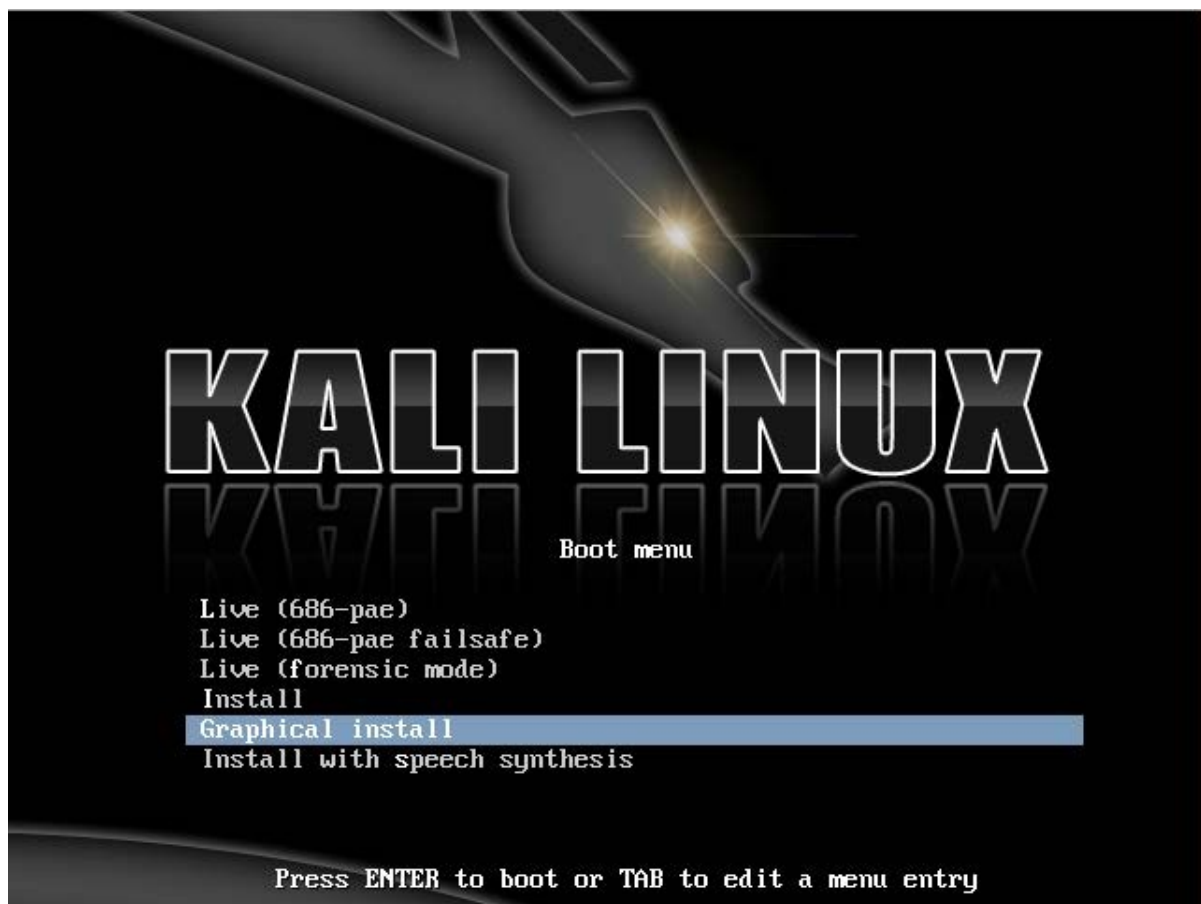 KALI LINUX
Boot menu
Live (686-pae)
Live (686-pae failsafe)
Live (forensic mode)
Install
Graphical install
Install with speech synthesis
Press ENTER to boot or TAB to edit a menu entry